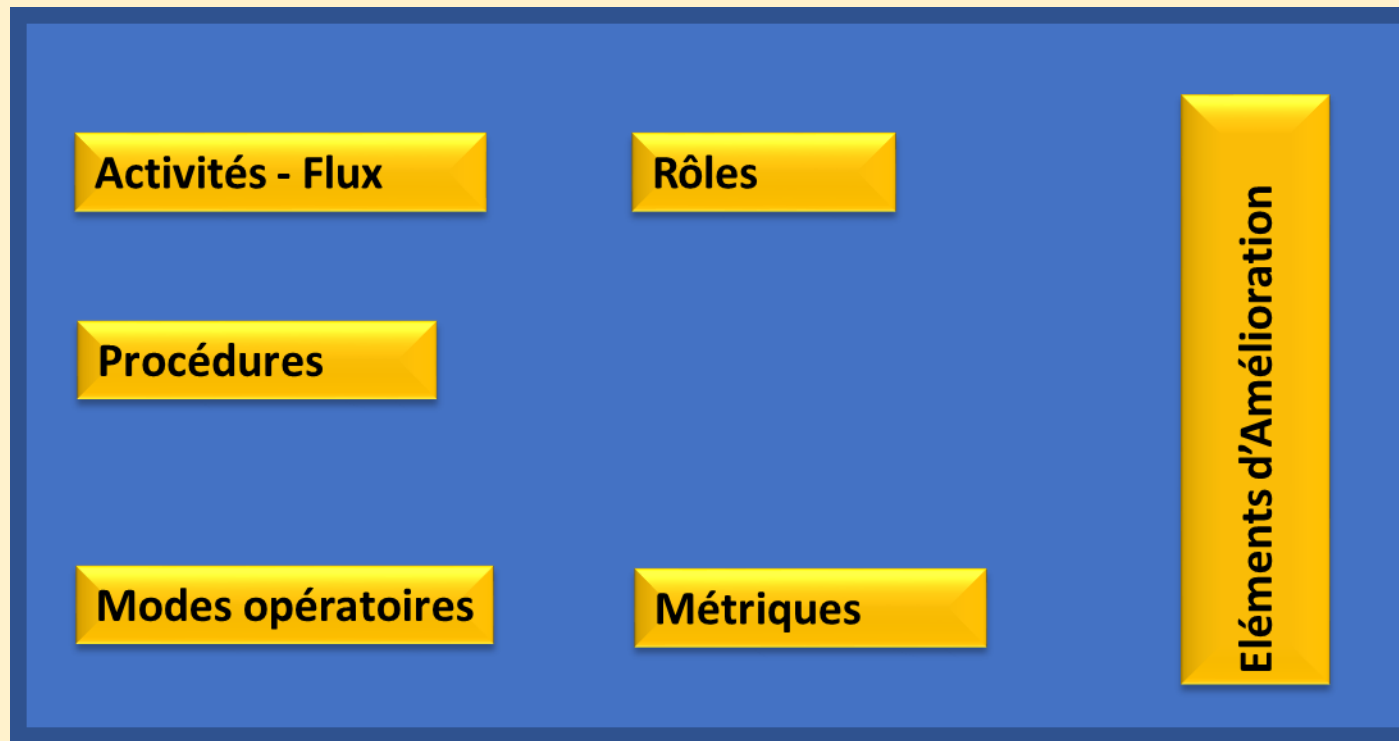 Activités - Flux
Rôles
Procédures
Modes opératoires
Métriques
Eléments d’Amélioration